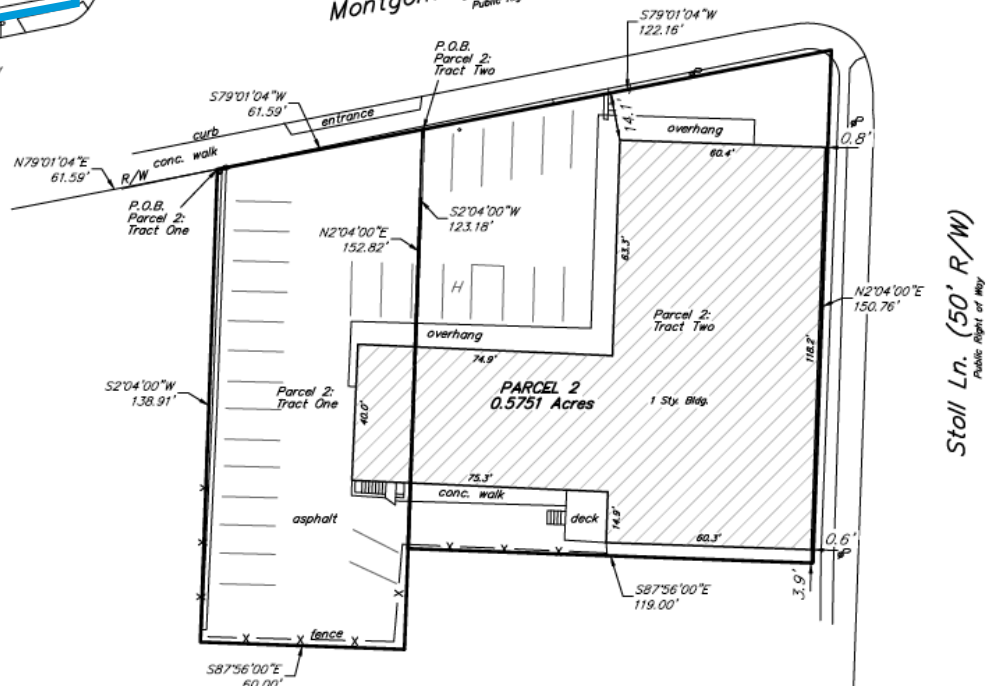 Public
S79°01'04"W
122.16'
P.O.B.
Parcel 2:
Tract Two
S79°01'04"W
61.59'
entrance
curb
conc. walk
N79°01'04"E
61.59'
R/W
P.O.B.
Parcel 2:
Tract One
14.1'
overhang
60.4'
0.8'
S2°04'00"W
123.18'
N2°04'00"E
152.82'
63.3'
H
N2°04'00"E
150.76'
Stoll Ln. (50' R/W)
Public Right of Way
Parcel 2:
Tract Two
overhang
74.9'
118.2'
S2°04'00"W
138.91'
Parcel 2:
Tract One
PARCEL 2
0.5751 Acres
1 Sty. Bldg.
40.0'
75.3'
conc. walk
asphalt
deck
14.9'
60.3'
0.6'
3.9'
S87°56'00"E
119.00'
fence
S87°56'00"E
60.00'